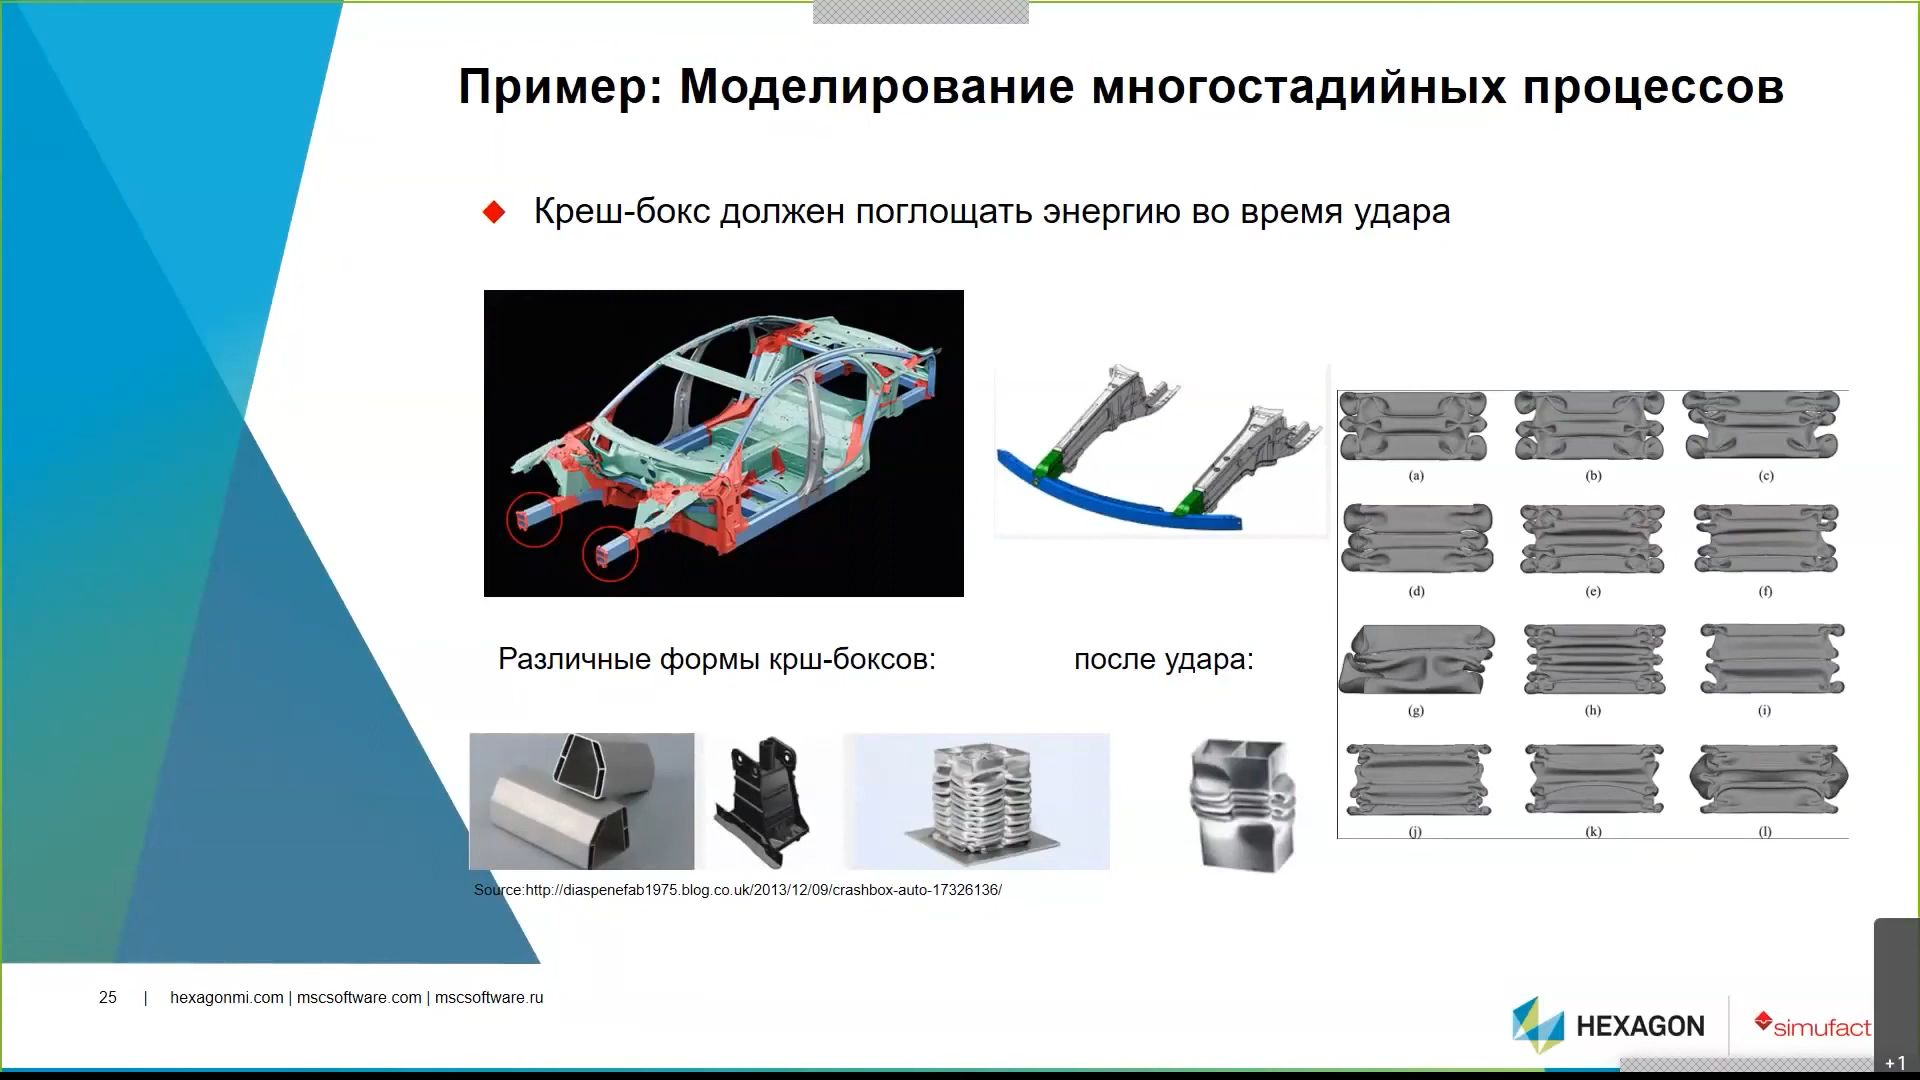 Пример: Моделирование многостадийных процессов
Креш-бокс должен поглощать энергию во время удара
(a)
(b)
(c)
(d)
(e)
(f)
(g)
(h)
(i)
(j)
(k)
(l)
Различные формы крш-боксов:
после удара:
Source:http://diaspenefab1975.blog.co.uk/2013/12/09/crashbox-auto-17326136/
25 | hexagonmi.com | mscsoftware.com | mscsoftware.ru
HEXAGON
simufact
+1